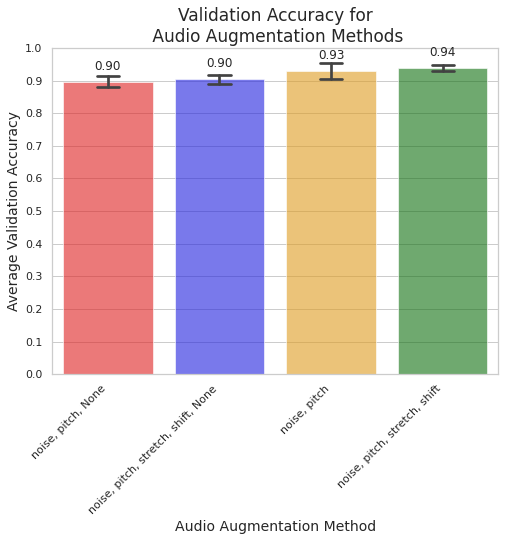 Validation Accuracy for
Audio Augmentation Methods
1.0
0.9
0.8
0.7
0.6
0.5
0.4
0.3
0.2
0.1
0.0
Average Validation Accuracy
0.90
0.90
0.93
0.94
noise, pitch, None
noise, pitch, stretch, shift, None
noise, pitch
noise, pitch, stretch, shift
Audio Augmentation Method